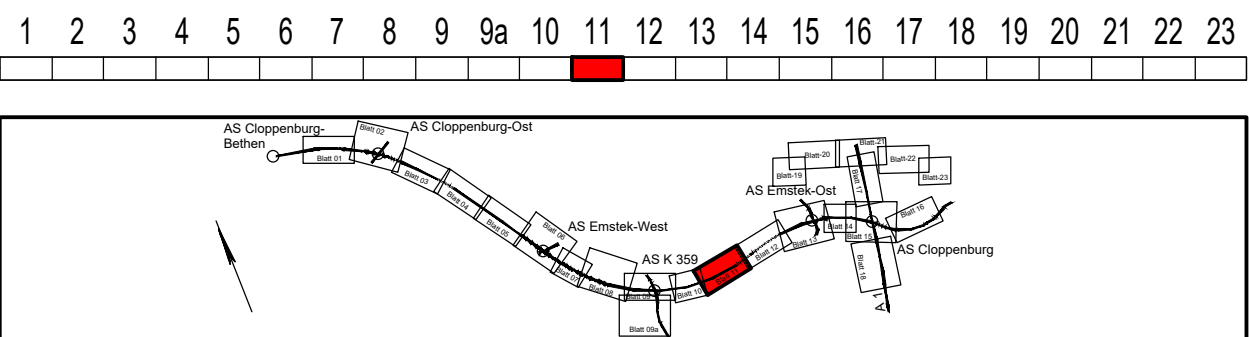 1 2 3 4 5 6 7 8 9 9a 10 11 12 13 14 15 16 17 18 19 20 21 22 23
AS Cloppenburg-
Bethen
Blatt 01
Blatt 02
AS Cloppenburg-Ost
Blatt 03
Blatt 04
Blatt 05
Blatt 06
AS Emstek-West
Blatt 07
Blatt 08
AS K 359
Blatt 09
Blatt 09a
Blatt 10
Blatt 11
Blatt 12
AS Emstek-Ost
Blatt 13
Blatt 14
Blatt 15
Blatt 16
AS Cloppenburg
Blatt 17
Blatt 18
A 1
Blatt-19
Blatt-20
Blatt-21
Blatt-22
Blatt-23